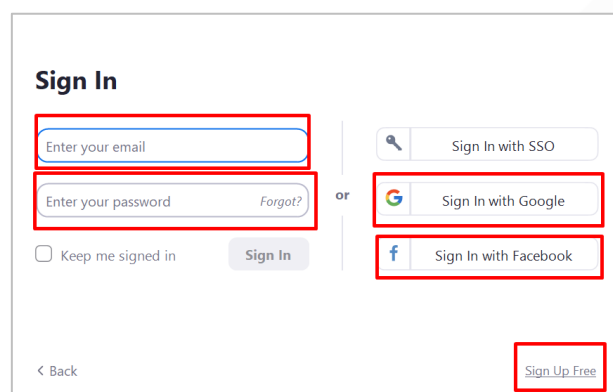 Sign In
Enter your email
Enter your password Forgot?
Keep me signed in Sign In
or
Sign In with SSO
Sign In with Google
Sign In with Facebook
< Back
Sign Up Free